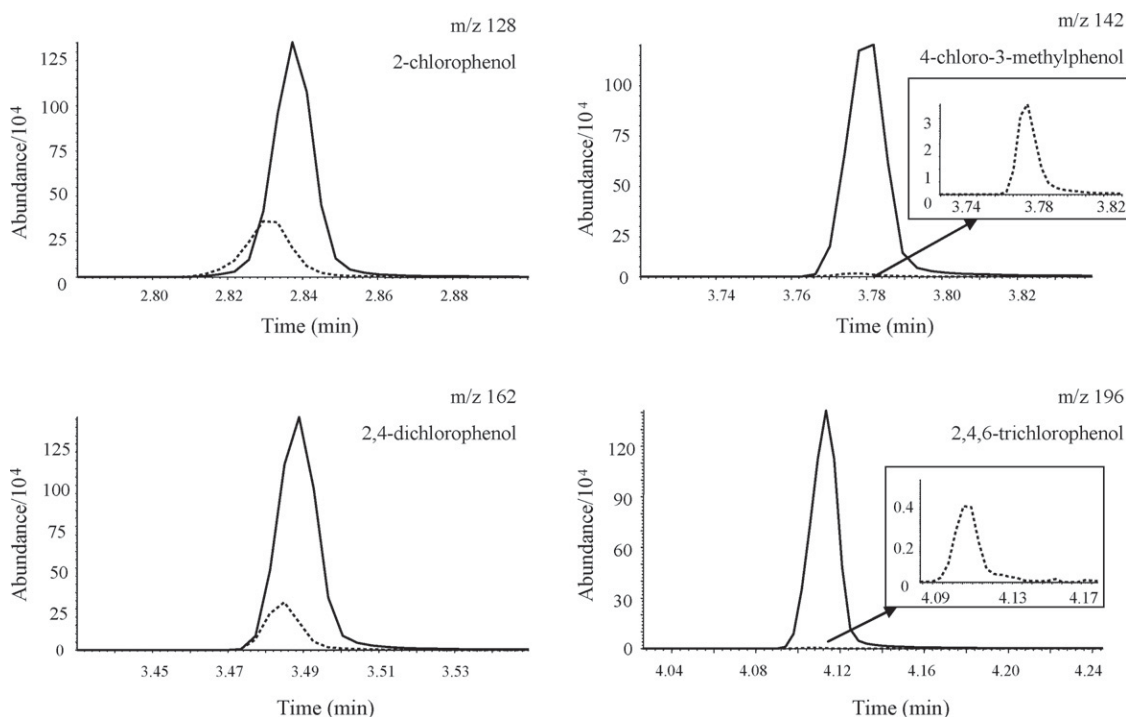 m/z 128
2-chlorophenol
Abundance/10⁴
125
100
75
50
25
0
2.80 2.82 2.84 2.86 2.88
Time (min)
m/z 142
4-chloro-3-methylphenol
Abundance/10⁴
100
75
50
25
0
3.74 3.76 3.78 3.80 3.82
Time (min)
3
2
1
0
3.74 3.78 3.82
m/z 162
2,4-dichlorophenol
Abundance/10⁴
125
100
75
50
25
0
3.45 3.47 3.49 3.51 3.53
Time (min)
m/z 196
2,4,6-trichlorophenol
Abundance/10⁴
120
90
60
30
0
4.04 4.08 4.12 4.16 4.20 4.24
Time (min)
0.4
0.2
0
4.09 4.13 4.17